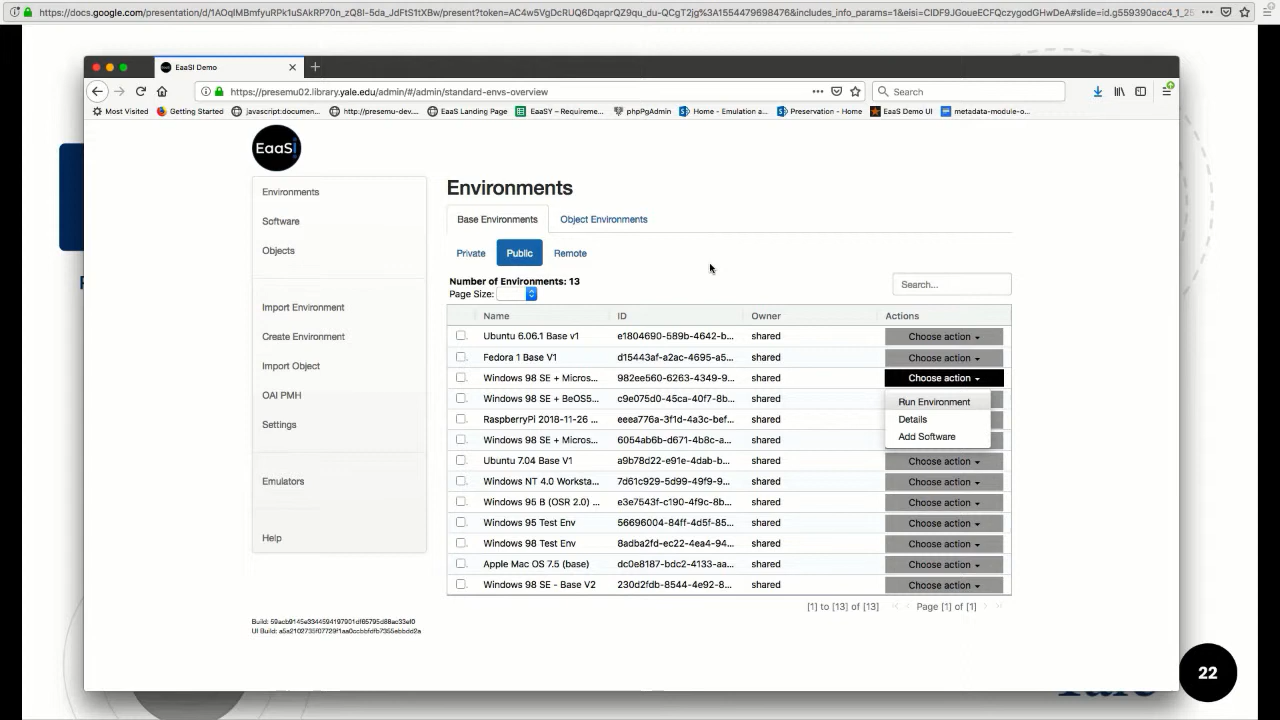 https://docs.google.com/presentation/d/1AOqIMBmfyuRPk1uSAkRP70n_zQ8I-5da_JdFtS1tXBw/present?token=AC4w5VgDcRUQ6DqaprQZ9qu_du-QCgT2jg%3A1554479698476&includes_info_params=1&eisi=CIDF9JGoueECFQczygodGHwDeA#slide=id.g559390acc4_1_25
EaaSI Demo
https://presemu02.library.yale.edu/admin/#/admin/standard-envs-overview
Search
Most Visited Getting Started javascript:documen... http://presemu-dev.... EaaSI Landing Page EaaSY – Requireme... phpPgAdmin Home - Emulation a... Preservation - Home EaaSI Demo UI metadata-module-o...
EaaSI
Environments
Software
Objects
Import Environment
Create Environment
Import Object
OAI PMH
Settings
Emulators
Help
Environments
Base Environments Object Environments
Private Public Remote
Number of Environments: 13
Page Size:
Search...
Name ID Owner Actions
Ubuntu 6.06.1 Base v1 e1804690-589b-4642-b... shared Choose action
Fedora 1 Base V1 d15443af-a2ac-4695-a5... shared Choose action
Windows 98 SE + Micros... 982ee560-6263-4349-9... shared Choose action
Windows 98 SE + BeOS5... c9e075d0-45ca-40f7-8b... shared
RaspberryPi 2018-11-26 ... eeea776a-3f1d-4a3c-bef... shared
Windows 98 SE + Micros... 6054ab6b-d671-4b8c-a... shared
Run Environment
Details
Add Software
Ubuntu 7.04 Base V1 a9b78d22-e91e-4dab-b... shared Choose action
Windows NT 4.0 Worksta... 7d61c929-5d99-49f9-9... shared Choose action
Windows 95 B (OSR 2.0) ... e3e7543f-c190-4f9c-8b... shared Choose action
Windows 95 Test Env 56696004-84ff-4d5f-85... shared Choose action
Windows 98 Test Env 8adba2fd-ec22-4ea4-94... shared Choose action
Apple Mac OS 7.5 (base) dc0e8187-bdc2-4133-aa... shared Choose action
Windows 98 SE - Base V2 230d2fdb-8544-4e92-8... shared Choose action
[1] to [13] of [13] Page [1] of [1]
Build: 59acb9145e3344594197901df65795d88ac33ef0
UI Build: a5a2102735f07729f1aa0ccbbfdfb7355ebbdd2a
22